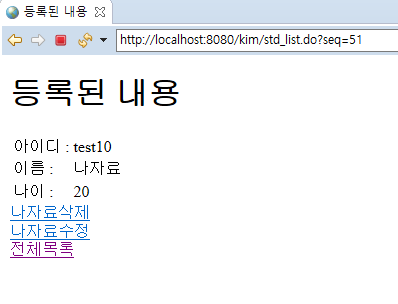 등록된 내용
http://localhost:8080/kim/std_list.do?seq=51
등록된 내용
아이디 : test10
이름 : 나자료
나이 : 20
나자료삭제
나자료수정
전체목록